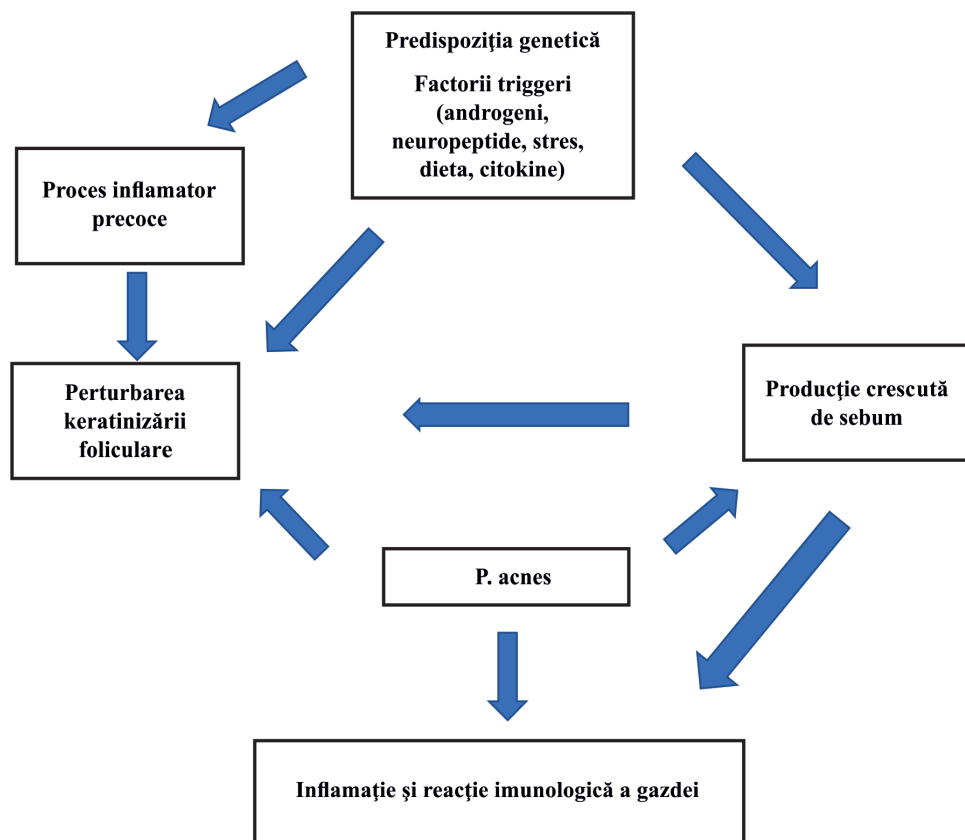 Predispoziţia genetică
Factorii triggeri
(androgeni,
neuropeptide, stres,
dieta, citokine)
Proces inflamator
precoce
Perturbarea
keratinizării
foliculare
Producţie crescută
de sebum
P. acnes
Inflamaţie şi reacţie imunologică a gazdei